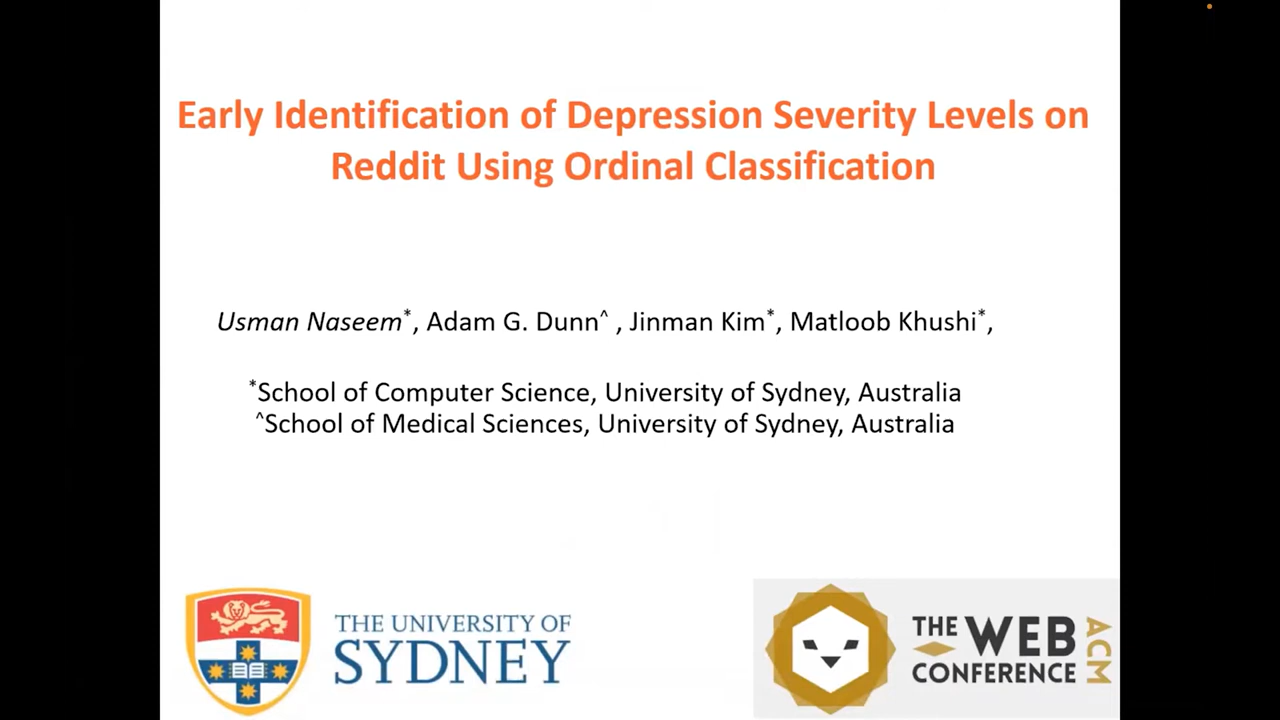 Early Identification of Depression Severity Levels on
Reddit Using Ordinal Classification
Usman Naseem*, Adam G. Dunn^ , Jinman Kim*, Matloob Khushi*,
*School of Computer Science, University of Sydney, Australia
^School of Medical Sciences, University of Sydney, Australia
THE UNIVERSITY OF
SYDNEY
THE WEB
CONFERENCE
ACM